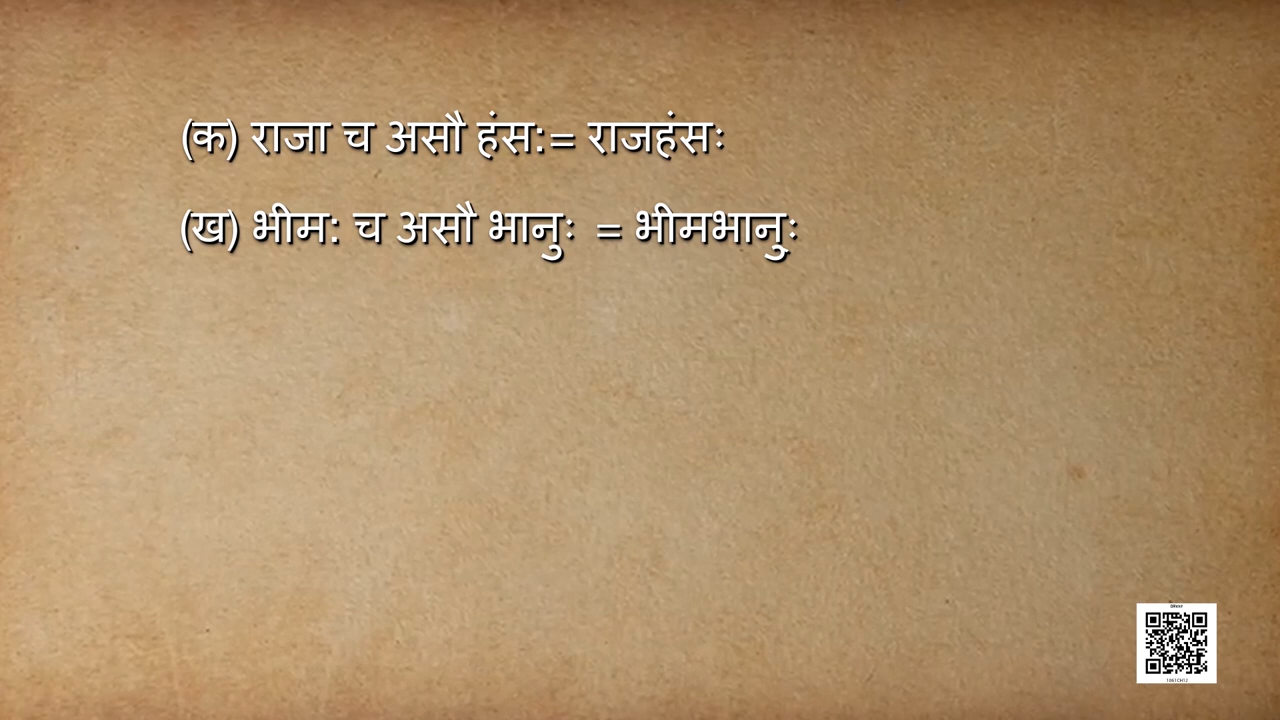 (क) राजा च असौ हंस:= राजहंसः
(ख) भीम: च असौ भानुः = भीमभानुः